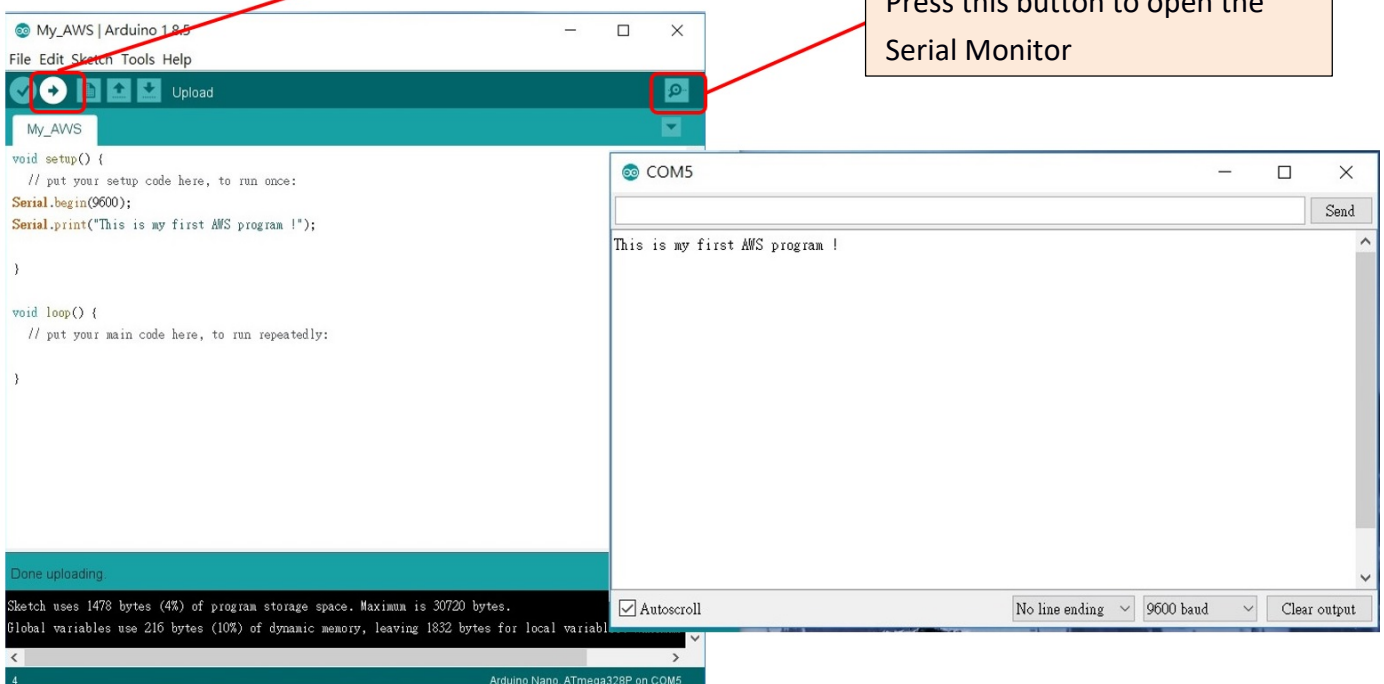 Press this button to open the
Serial Monitor
My_AWS | Arduino 1.8.5
File Edit Sketch Tools Help
Upload
My_AWS
void setup() {
// put your setup code here, to run once:
Serial.begin(9600);
Serial.print("This is my first AWS program !");
}
void loop() {
// put your main code here, to run repeatedly:
}
Done uploading.
Sketch uses 1478 bytes (4%) of program storage space. Maximum is 30720 bytes.
Global variables use 216 bytes (10%) of dynamic memory, leaving 1832 bytes for local
4
Arduino Nano, ATmega328P on COM5
COM5
Send
This is my first AWS program !
Autoscroll
No line ending
9600 baud
Clear output